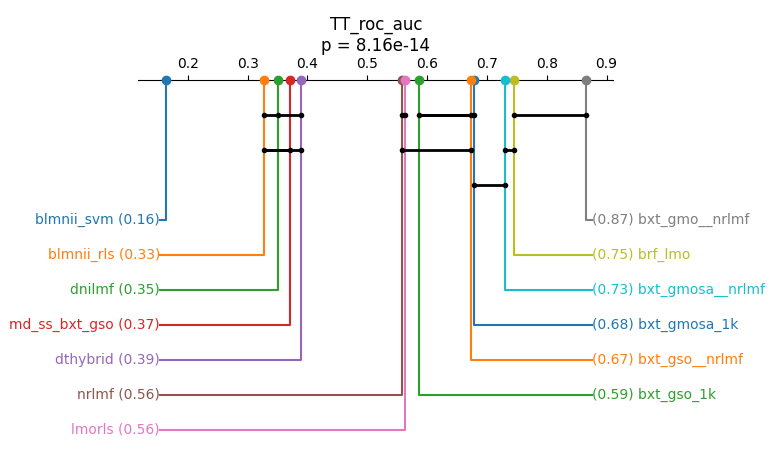 TT_roc_auc
p = 8.16e-14
0.2 0.3 0.4 0.5 0.6 0.7 0.8 0.9
blmnii_svm (0.16) (0.87) bxt_gmo__nrlmf
blmnii_rls (0.33) (0.75) brf_lmo
dnilmf (0.35) (0.73) bxt_gmosa__nrlmf
md_ss_bxt_gso (0.37) (0.68) bxt_gmosa_1k
dthybrid (0.39) (0.67) bxt_gso__nrlmf
nrlmf (0.56) (0.59) bxt_gso_1k
lmorls (0.56)